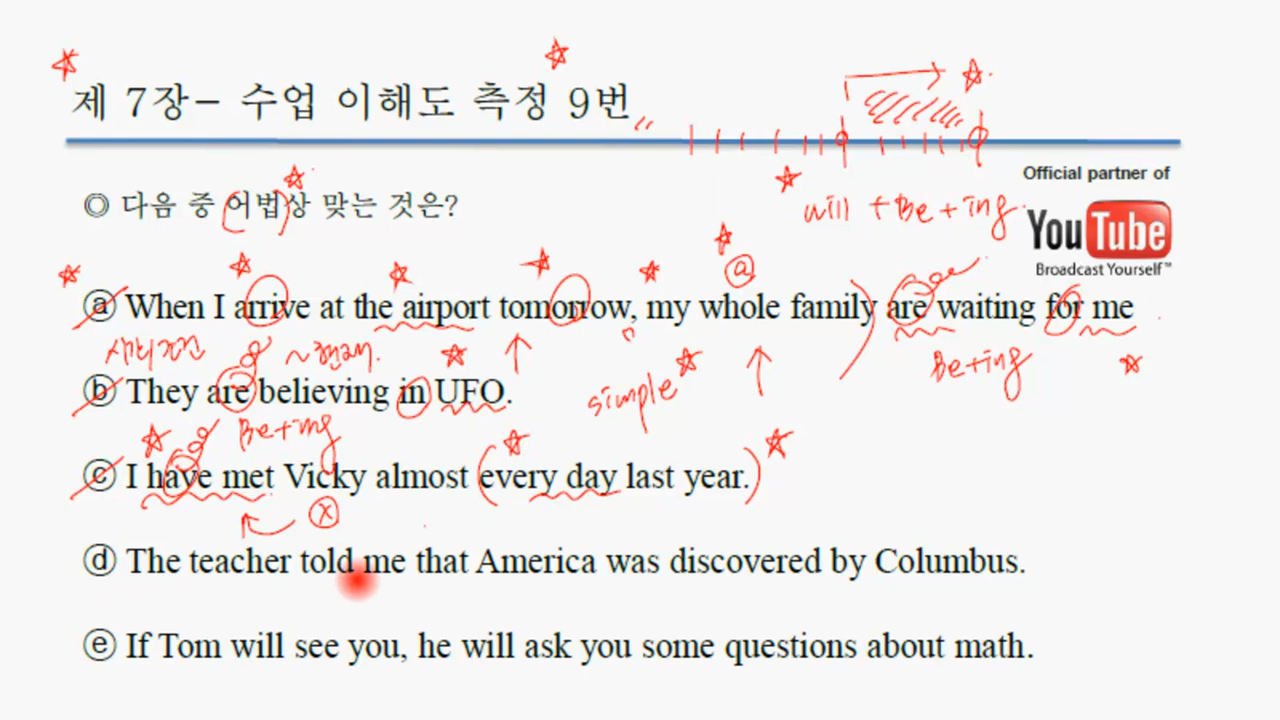 제 7장– 수업 이해도 측정 9번
Official partner of
◎ 다음 중 어법상 맞는 것은?
will + Be + ing
YouTube
Broadcast Yourself™
ⓐ
ⓐ When I arrive at the airport tomorrow, my whole family are waiting for me
~현재.
Be+ing
ⓑ They are believing in UFO.
simple
Be+ing
ⓒ I have met Vicky almost (every day last year.)
ⓧ
ⓓ The teacher told me that America was discovered by Columbus.
ⓔ If Tom will see you, he will ask you some questions about math.